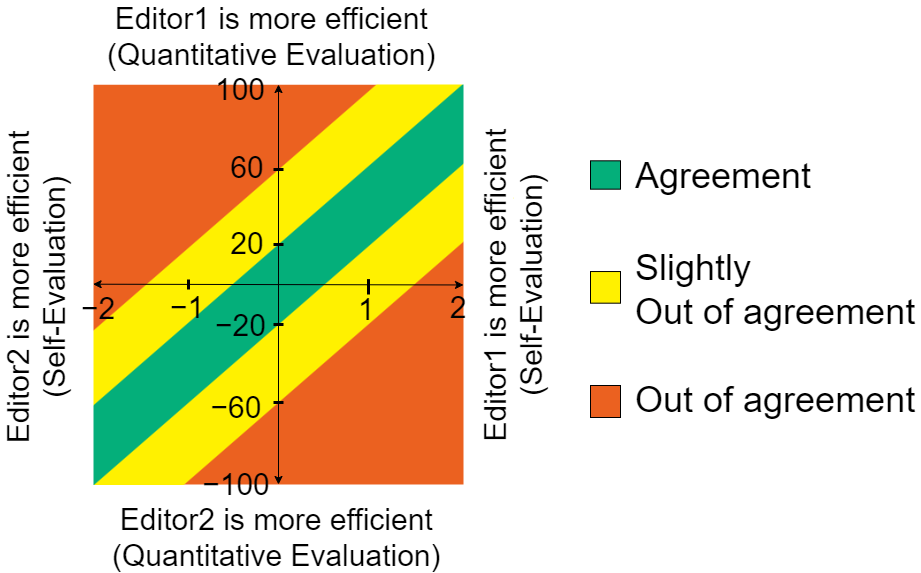 Editor1 is more efficient
(Quantitative Evaluation)
Editor2 is more efficient
(Self-Evaluation)
100
60
20
−2
−1
1
2
−20
−60
−100
Editor1 is more efficient
(Self-Evaluation)
Editor2 is more efficient
(Quantitative Evaluation)
Agreement
Slightly
Out of agreement
Out of agreement